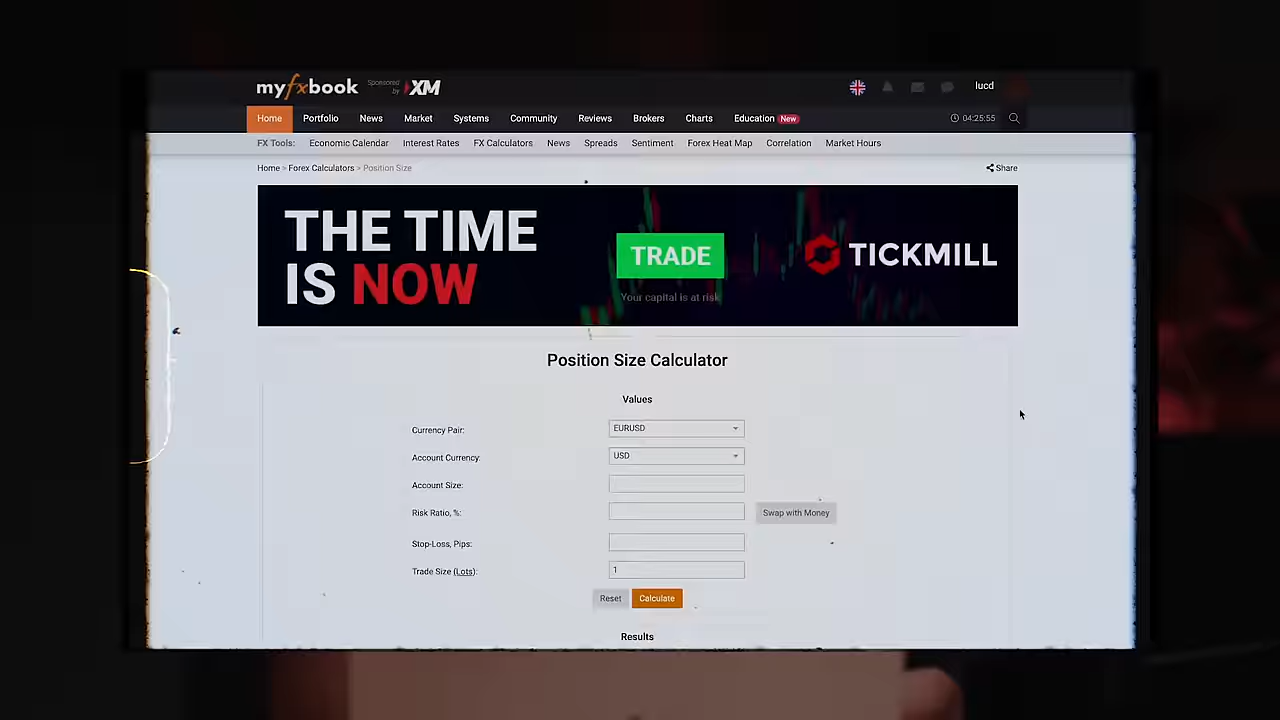 myfxbook Sponsored by XM lucd
Home Portfolio News Market Systems Community Reviews Brokers Charts Education New 04:25:55
FX Tools: Economic Calendar Interest Rates FX Calculators News Spreads Sentiment Forex Heat Map Correlation Market Hours
Home > Forex Calculators > Position Size Share
THE TIME
IS NOW
TRADE
Your capital is at risk
TICKMILL
Position Size Calculator
Values
Currency Pair: EURUSD
Account Currency: USD
Account Size:
Risk Ratio, %: Swap with Money
Stop-Loss, Pips:
Trade Size (Lots): 1
Reset Calculate
Results